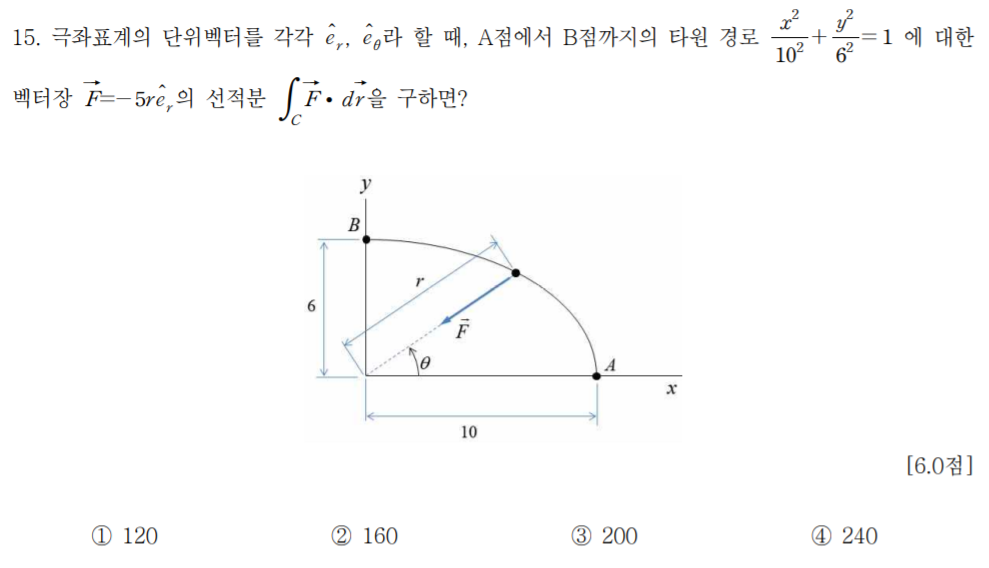 15. 극좌표계의 단위벡터를 각각 $\hat{e}_r$, $\hat{e}_\theta$라 할 때, A점에서 B점까지의 타원 경로 $\frac{x^2}{10^2}+\frac{y^2}{6^2}=1$ 에 대한
벡터장 $\vec{F}=-5r\hat{e}_r$의 선적분 $\int_C \vec{F}\bullet d\vec{r}$을 구하면?
y
B
r
6
$\vec{F}$
θ
A
x
10
[6.0점]
① 120 ② 160 ③ 200 ④ 240